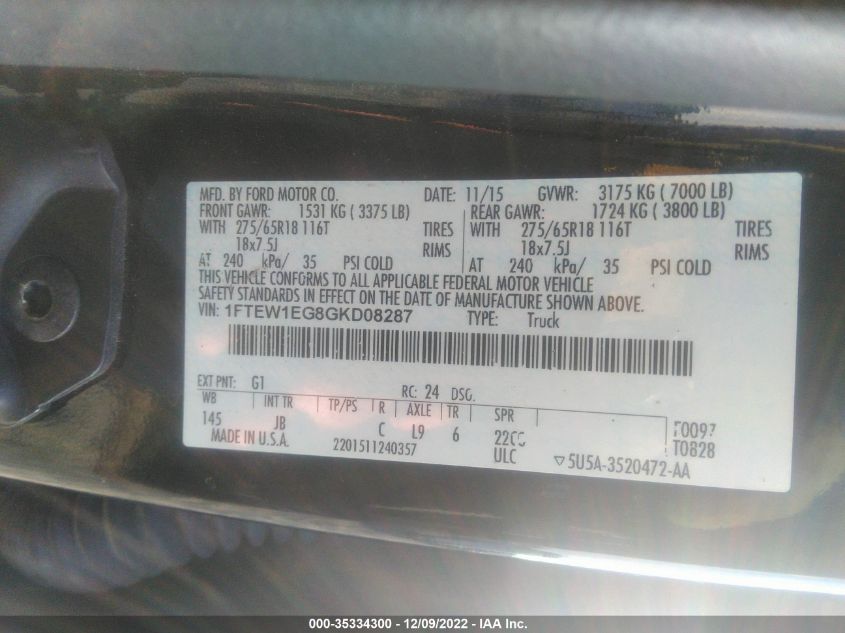 MFD. BY FORD MOTOR CO. DATE: 11/15 GVWR: 3175 KG ( 7000 LB)
FRONT GAWR: 1531 KG ( 3375 LB) REAR GAWR: 1724 KG ( 3800 LB)
WITH 275/65R18 116T TIRES WITH 275/65R18 116T TIRES
18x7.5J RIMS 18x7.5J RIMS
AT 240 kPa/ 35 PSI COLD AT 240 kPa/ 35 PSI COLD
THIS VEHICLE CONFORMS TO ALL APPLICABLE FEDERAL MOTOR VEHICLE
SAFETY STANDARDS IN EFFECT ON THE DATE OF MANUFACTURE SHOWN ABOVE.
VIN: 1FTEW1EG8GKD08287 TYPE: Truck
EXT PNT: G1 RC: 24 DSG:
WB INT TR TP/PS R AXLE TR SPR
145 JB C L9 6
MADE IN U.S.A. 2201511240357 ULC ▽5U5A-3520472-AA
T0828
000-35334300 - 12/09/2022 - IAA Inc.